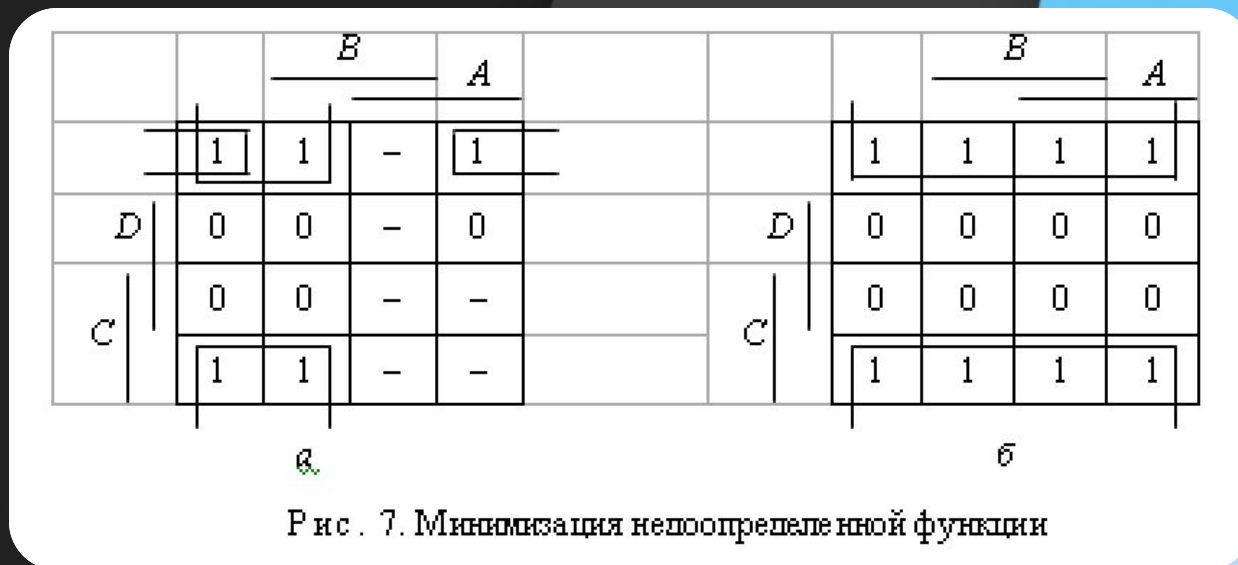 B B
A A
1 1 – 1 1 1 1 1
D 0 0 – 0 D 0 0 0 0
C 0 0 – – C 0 0 0 0
1 1 – – 1 1 1 1
а б
Рис. 7. Минимизация недоопределенной функции